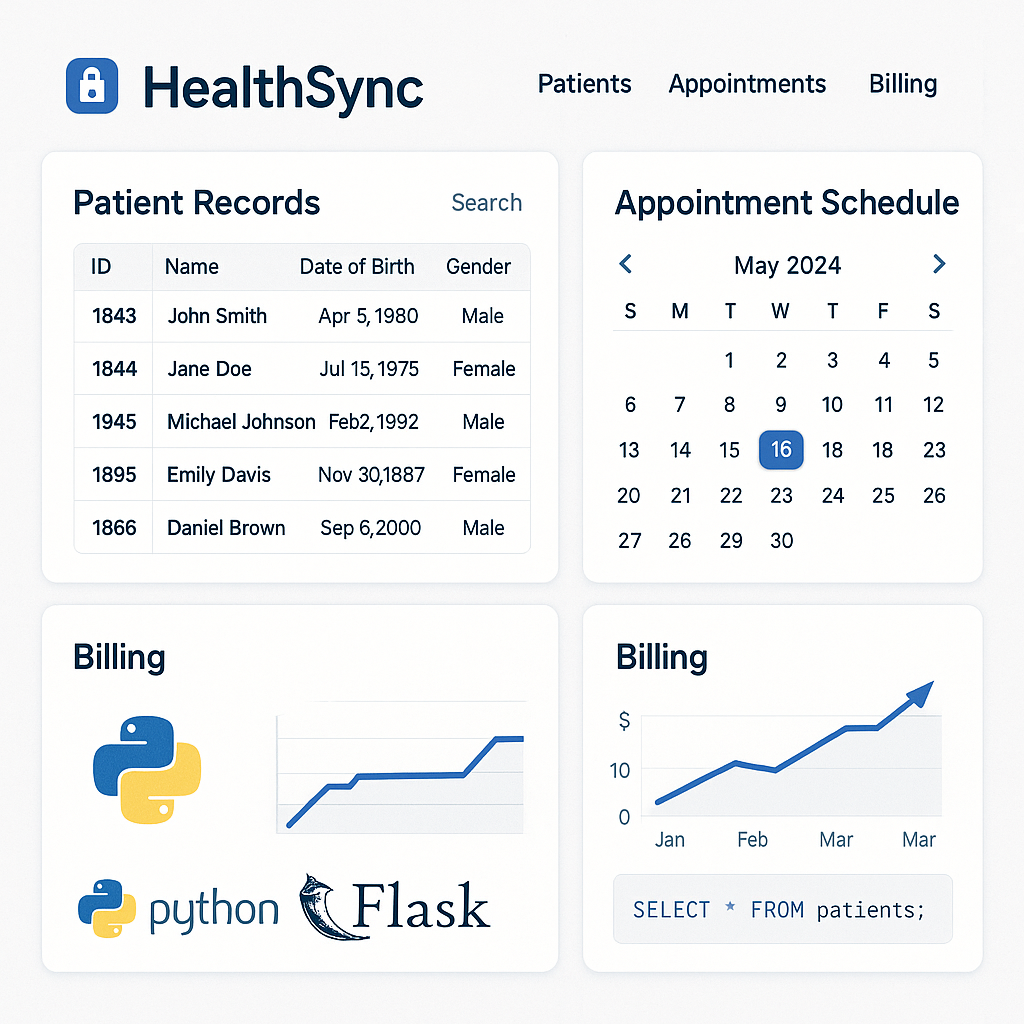 HealthSync
Patients Appointments Billing
Patient Records
Search
ID Name Date of Birth Gender
1843 John Smith Apr 5,1980 Male
1844 Jane Doe Jul 15,1975 Female
1945 Michael Johnson Feb2,1992 Male
1895 Emily Davis Nov 30,1887 Female
1866 Daniel Brown Sep 6,2000 Male
Appointment Schedule
May 2024
S M T W T F S
1 2 3 4 5
6 7 8 9 10 11 12
13 14 15 16 18 18 23
20 21 22 23 24 25 26
27 26 29 30
Billing
python Flask
Billing
$
10
0
Jan Feb Mar Mar
SELECT * FROM patients;